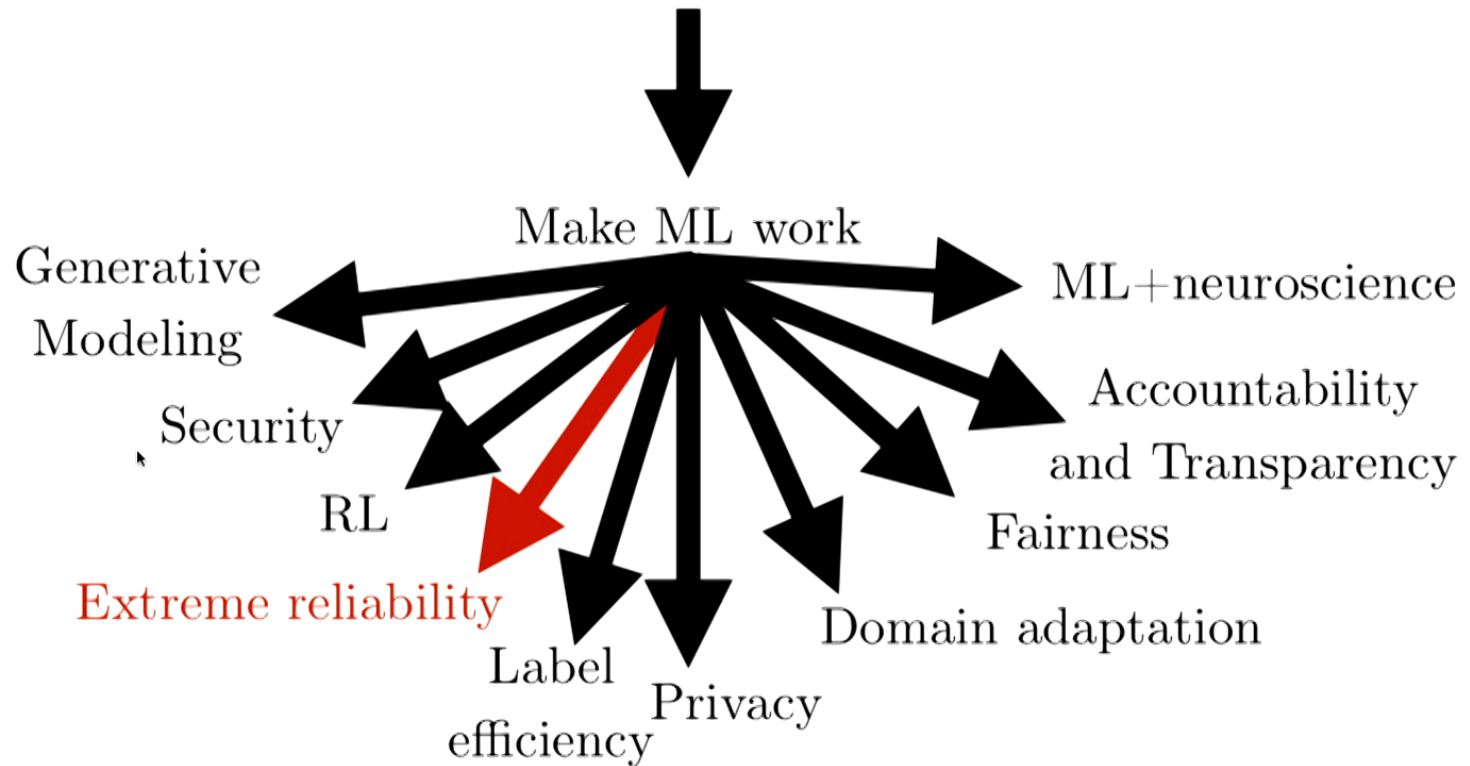 Make ML work
Generative
Modeling
ML+neuroscience
Security
Accountability
and Transparency
RL
Fairness
Extreme reliability
Domain adaptation
Label
efficiency
Privacy